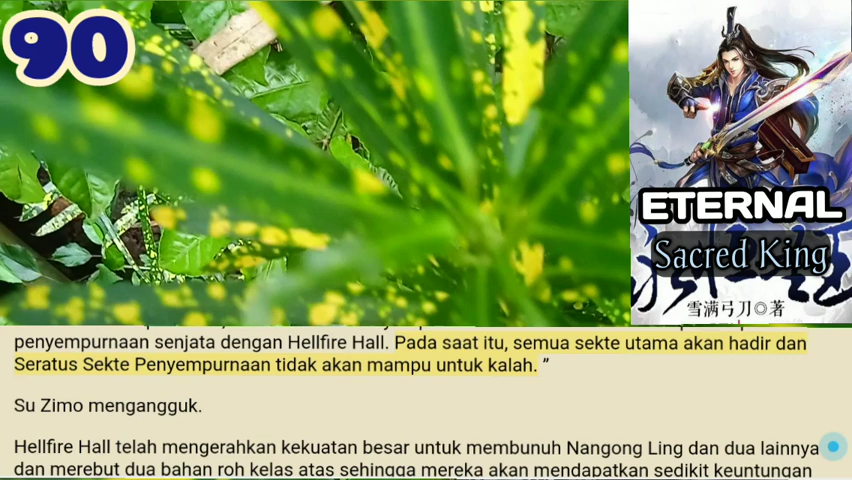 90
ETERNAL
Sacred King
雪满弓刀◎著
penyempurnaan senjata dengan Hellfire Hall. Pada saat itu, semua sekte utama akan hadir dan
Seratus Sekte Penyempurnaan tidak akan mampu untuk kalah. ”
Su Zimo mengangguk.
Hellfire Hall telah mengerahkan kekuatan besar untuk membunuh Nangong Ling dan dua lainnya
dan merebut dua bahan roh kelas atas sehingga mereka akan mendapatkan sedikit keuntungan